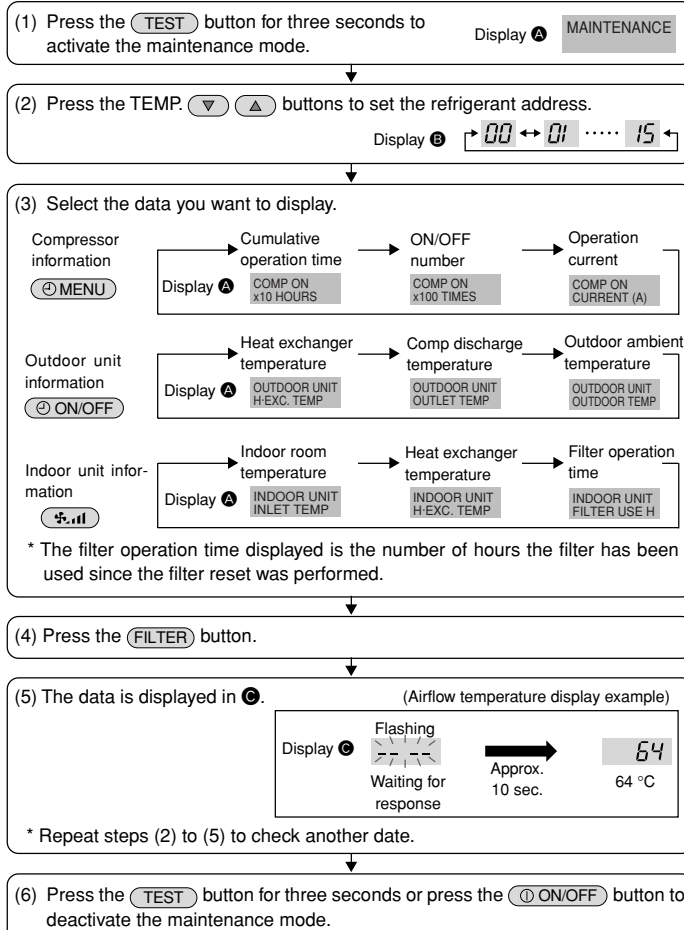 (1) Press the TEST button for three seconds to
activate the maintenance mode.
Display A MAINTENANCE
(2) Press the TEMP. ▼ ▲ buttons to set the refrigerant address.
Display B 00 ↔ 01 ····· 15
(3) Select the data you want to display.
Compressor
information
MENU
Display A
Cumulative
operation time
COMP ON
x10 HOURS
ON/OFF
number
COMP ON
x100 TIMES
Operation
current
COMP ON
CURRENT (A)
Outdoor unit
information
ON/OFF
Display A
Heat exchanger
temperature
OUTDOOR UNIT
H·EXC. TEMP
Comp discharge
temperature
OUTDOOR UNIT
OUTLET TEMP
Outdoor ambient
temperature
OUTDOOR UNIT
OUTDOOR TEMP
Indoor unit infor-
mation
Display A
Indoor room
temperature
INDOOR UNIT
INLET TEMP
Heat exchanger
temperature
INDOOR UNIT
H·EXC. TEMP
Filter operation
time
INDOOR UNIT
FILTER USE H
* The filter operation time displayed is the number of hours the filter has been
used since the filter reset was performed.
(4) Press the FILTER button.
(5) The data is displayed in C.
(Airflow temperature display example)
Display C
Flashing
-- --
Waiting for
response
Approx.
10 sec.
64
64 °C
* Repeat steps (2) to (5) to check another date.
(6) Press the TEST button for three seconds or press the ON/OFF button to
deactivate the maintenance mode.